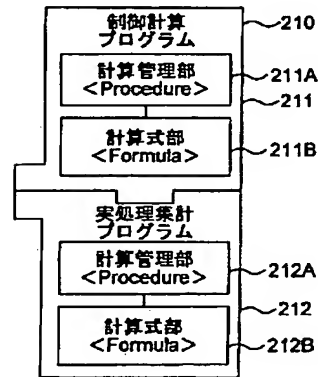 制御計算
プログラム
210
計算管理部
<Procedure>
211A
211
計算式部
<Formula>
211B
実処理集計
プログラム
計算管理部
<Procedure>
212A
212
計算式部
<Formula>
212B